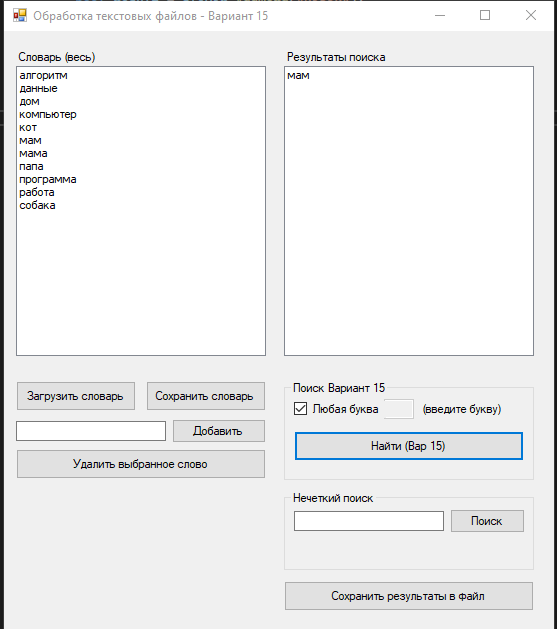 Обработка текстовых файлов - Вариант 15
Словарь (весь)
алгоритм
данные
дом
компьютер
кот
мам
мама
папа
программа
работа
собака
Результаты поиска
мам
Загрузить словарь
Сохранить словарь
Добавить
Удалить выбранное слово
Поиск Вариант 15
Любая буква
(введите букву)
Найти (Вар 15)
Нечеткий поиск
Поиск
Сохранить результаты в файл